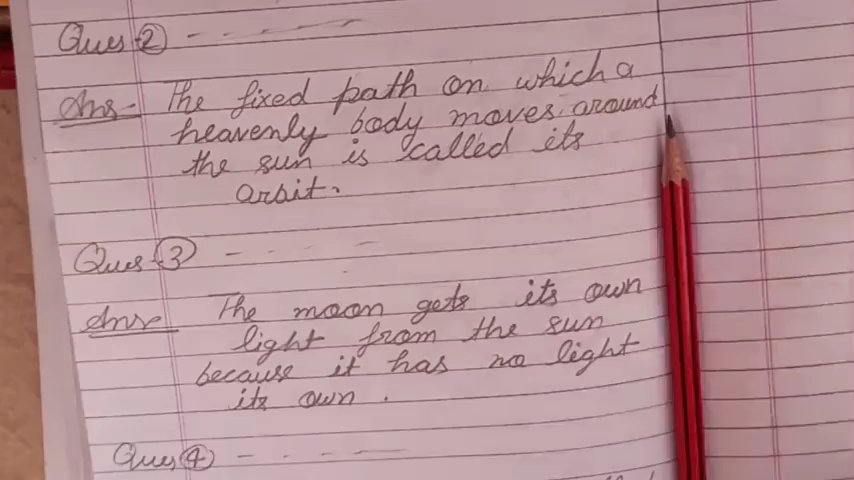 Ques ② - - - - -
Ans- The fixed path on which a
heavenly body moves around
the sun is called its
orbit.
Ques ③ - - - -
Ans- The moon gets its own
light from the sun
because it has no light
its own.
Ques ④ - - - - -